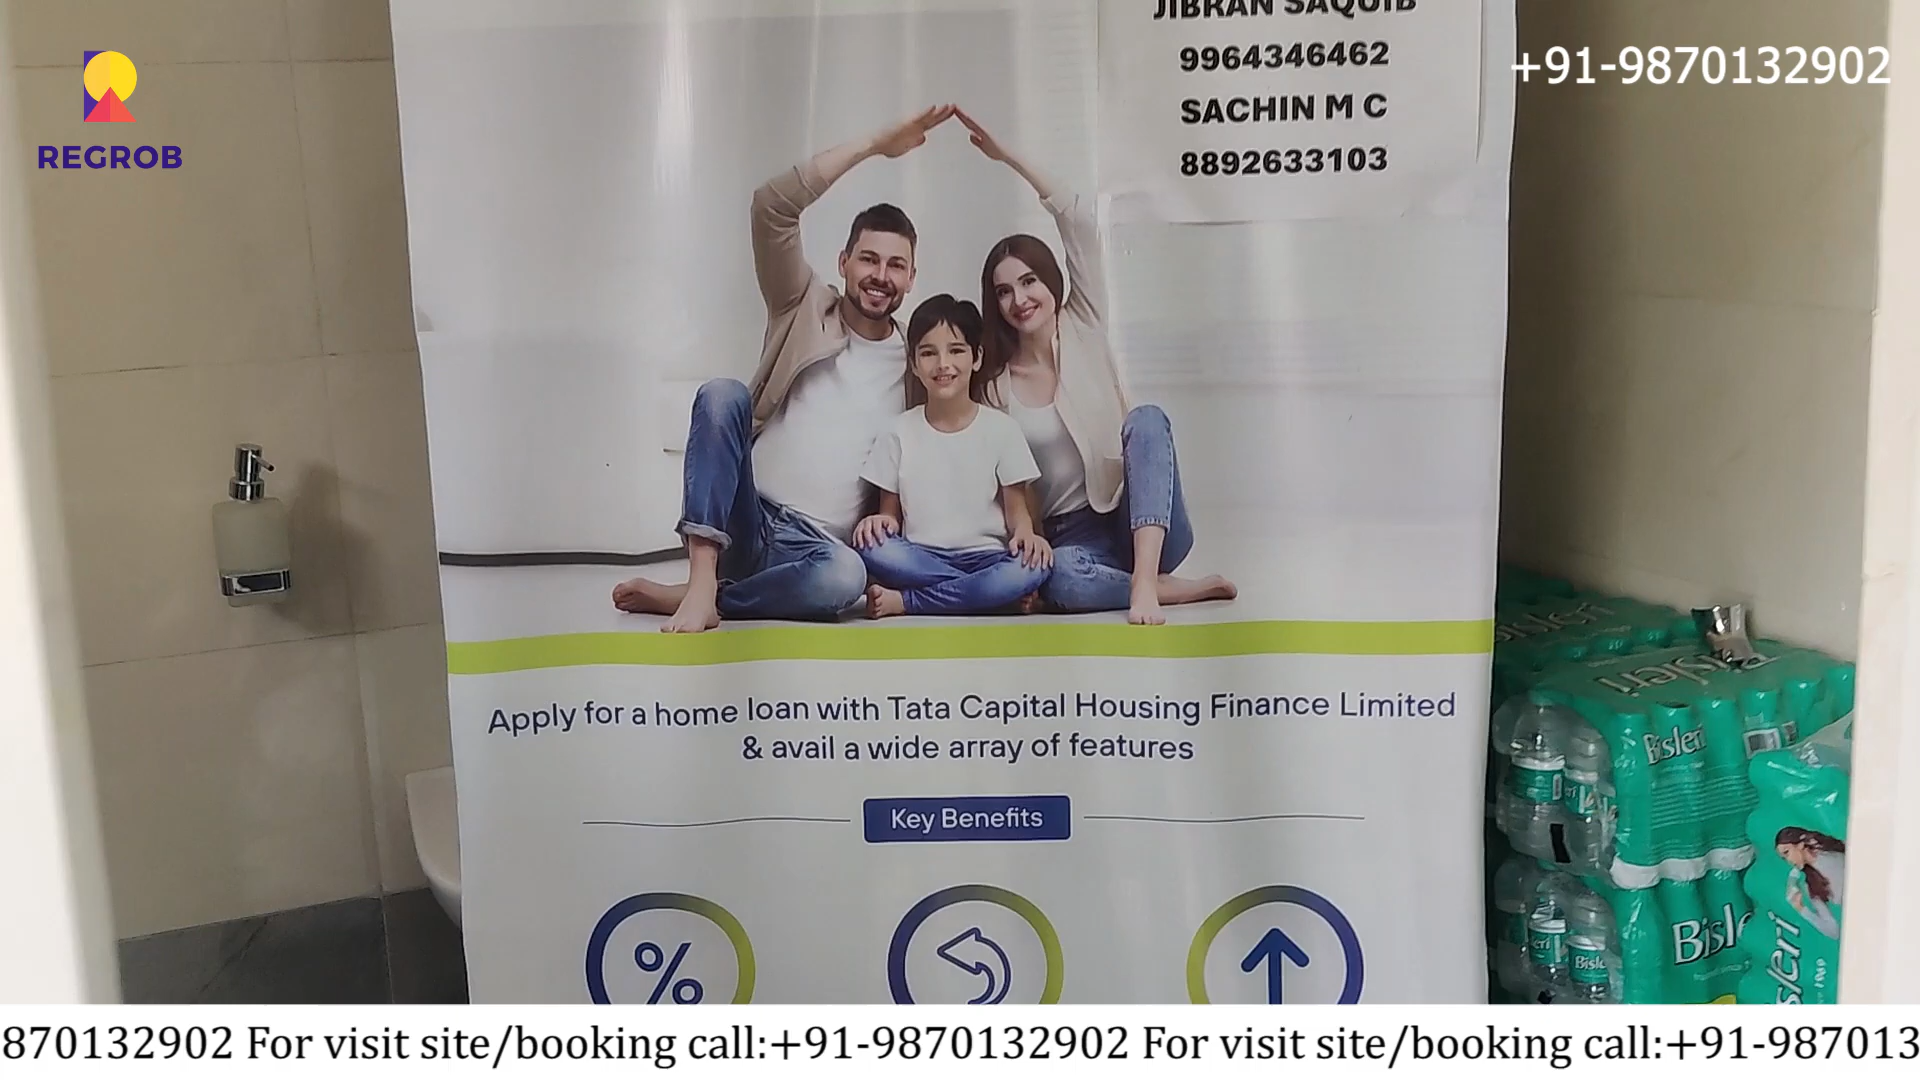 JIBRAN SAQUIB
9964346462
SACHIN M C
8892633103
+91-9870132902
REGROB
Apply for a home loan with Tata Capital Housing Finance Limited
& avail a wide array of features
Key Benefits
%
Bisleri
Bisleri
Bisleri
Bisleri
870132902 For visit site/booking call:+91-9870132902 For visit site/booking call:+91-987013